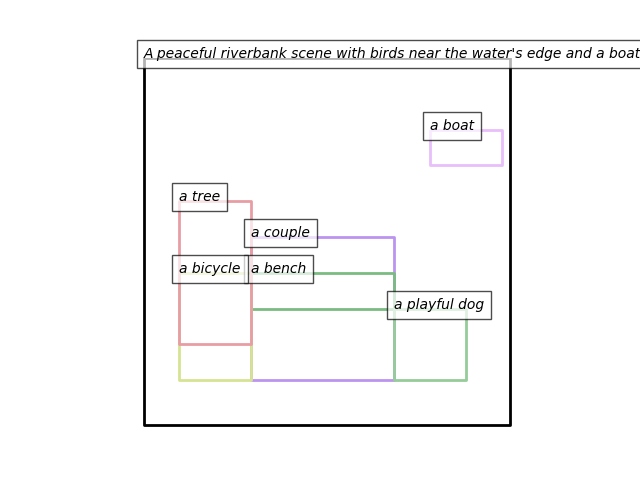 A peaceful riverbank scene with birds near the water's edge and a boat
a boat
a tree
a couple
a bicycle
a bench
a playful dog